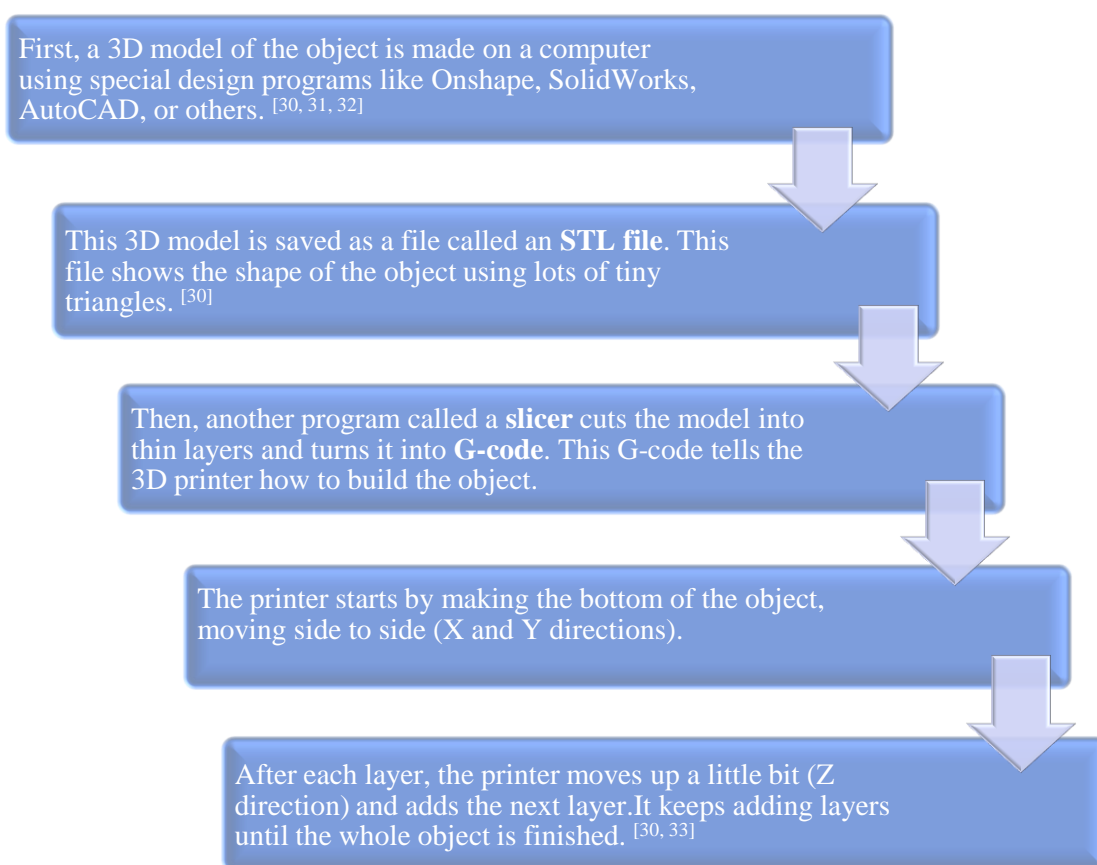 First, a 3D model of the object is made on a computer
using special design programs like Onshape, SolidWorks,
AutoCAD, or others. [30, 31, 32]
This 3D model is saved as a file called an STL file. This
file shows the shape of the object using lots of tiny
triangles. [30]
Then, another program called a slicer cuts the model into
thin layers and turns it into G-code. This G-code tells the
3D printer how to build the object.
The printer starts by making the bottom of the object,
moving side to side (X and Y directions).
After each layer, the printer moves up a little bit (Z
direction) and adds the next layer.It keeps adding layers
until the whole object is finished. [30, 33]